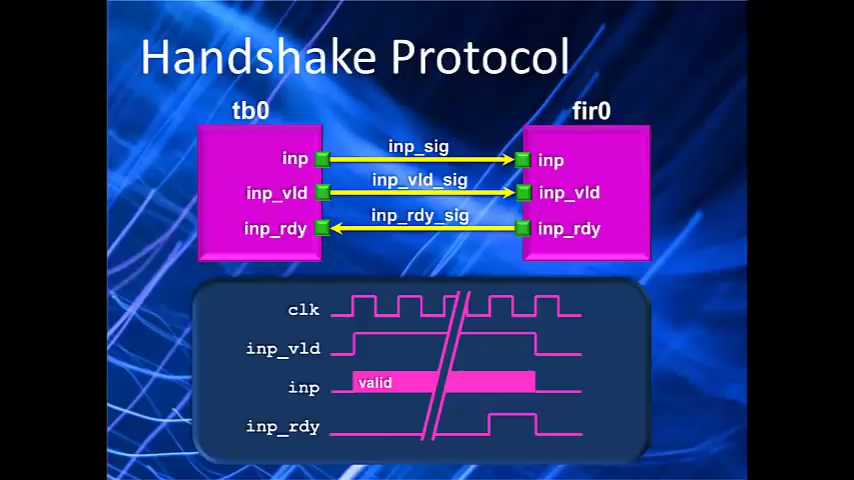 Handshake Protocol
tb0
fir0
inp
inp_sig
inp
inp_vld
inp_vld_sig
inp_vld
inp_rdy
inp_rdy_sig
inp_rdy
clk
inp_vld
inp
valid
inp_rdy